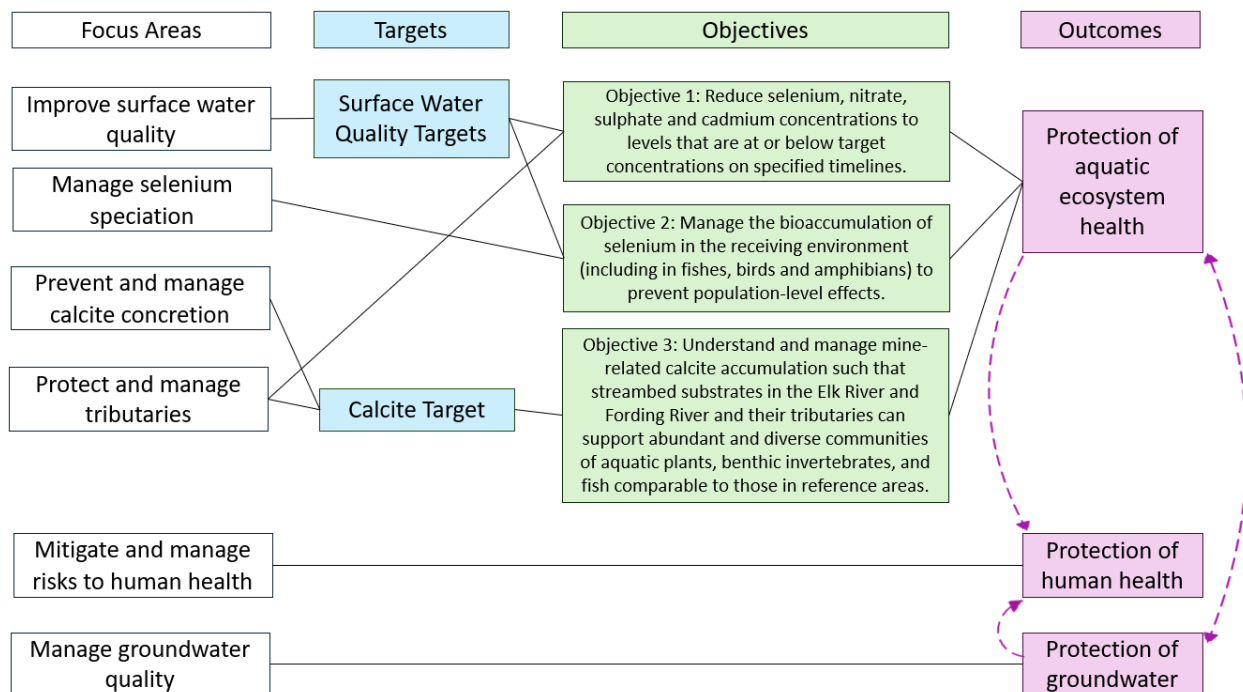 Focus Areas
Targets
Objectives
Outcomes
Improve surface water
quality
Manage selenium
speciation
Prevent and manage
calcite concretion
Protect and manage
tributaries
Mitigate and manage
risks to human health
Manage groundwater
quality
Surface Water
Quality Targets
Calcite Target
Objective 1: Reduce selenium, nitrate,
sulphate and cadmium concentrations to
levels that are at or below target
concentrations on specified timelines.
Objective 2: Manage the bioaccumulation of
selenium in the receiving environment
(including in fishes, birds and amphibians) to
prevent population-level effects.
Objective 3: Understand and manage mine-
related calcite accumulation such that
streambed substrates in the Elk River and
Fording River and their tributaries can
support abundant and diverse communities
of aquatic plants, benthic invertebrates, and
fish comparable to those in reference areas.
Protection of
aquatic
ecosystem
health
Protection of
human health
Protection of
groundwater